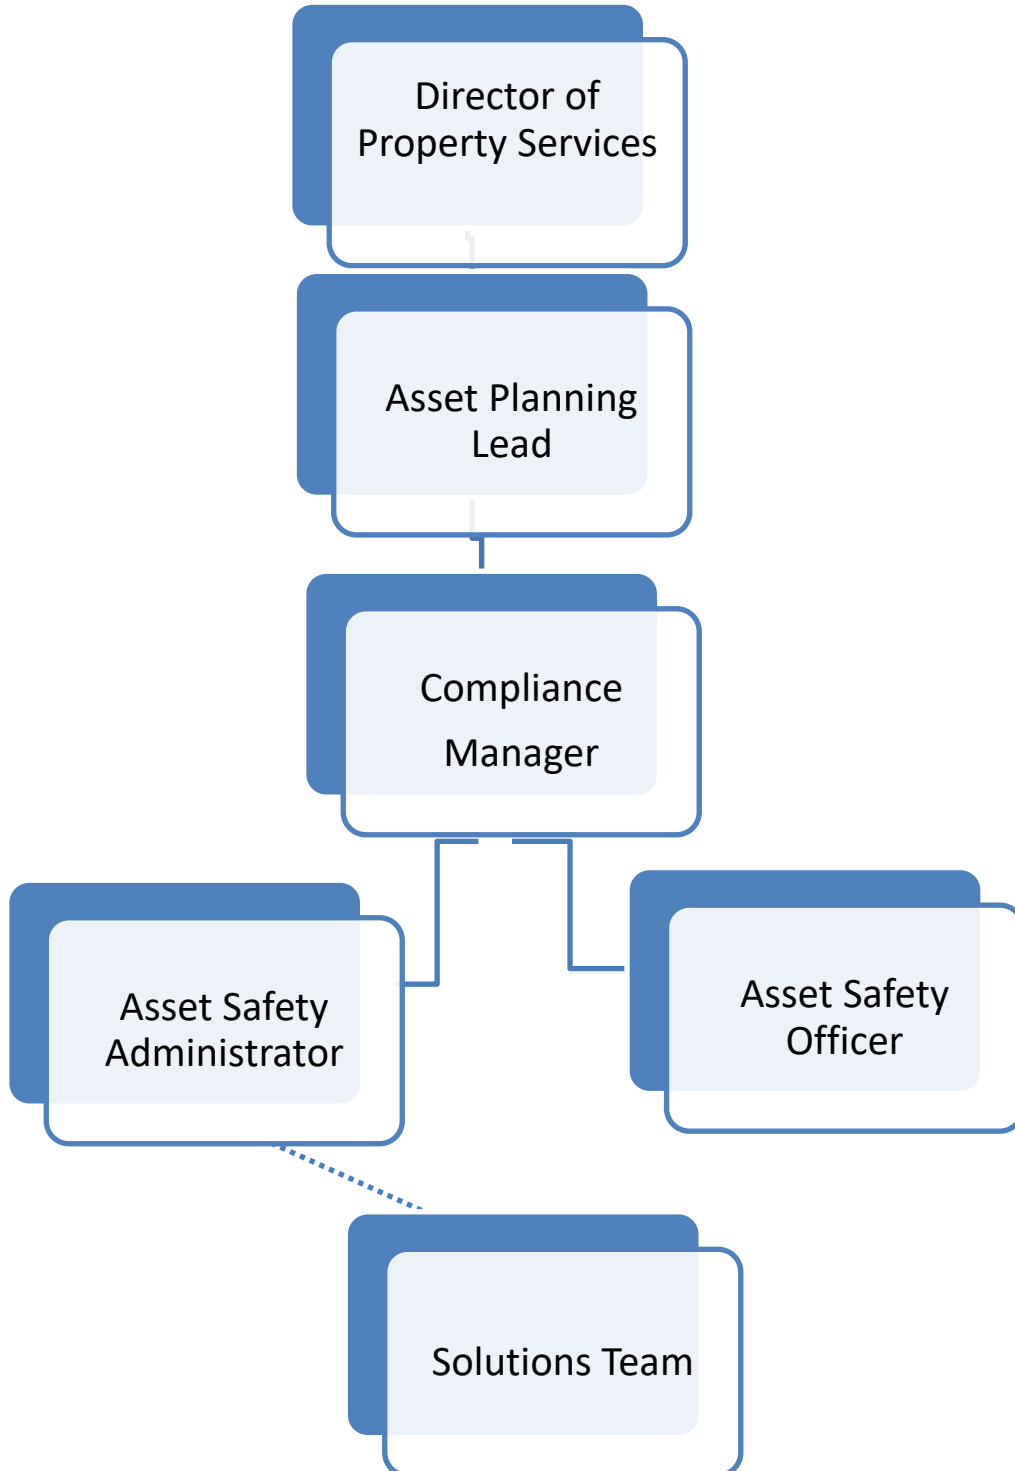 Director of
Property Services
Asset Planning
Lead
Compliance
Manager
Asset Safety
Administrator
Asset Safety
Officer
Solutions Team